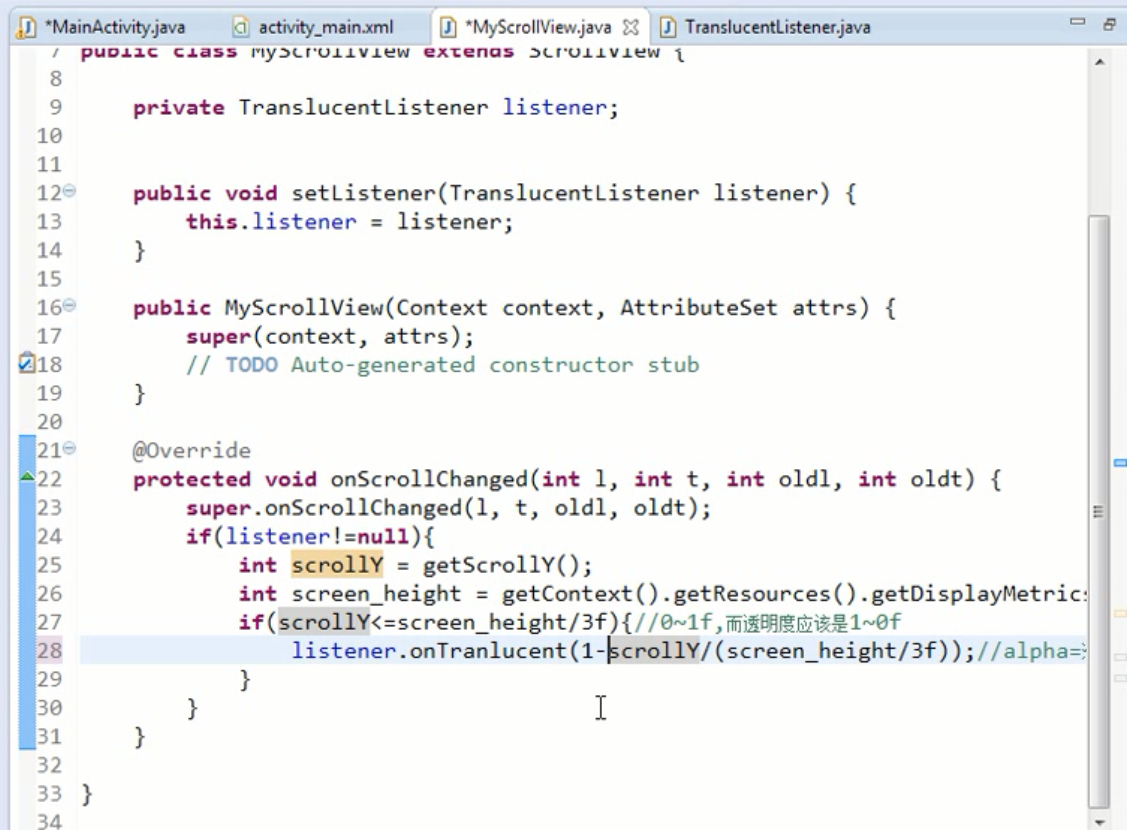 *MainActivity.java activity_main.xml *MyScrollView.java TranslucentListener.java
7 public class MyScrollView extends ScrollView {
8
9 private TranslucentListener listener;
10
11
12 public void setListener(TranslucentListener listener) {
13 this.listener = listener;
14 }
15
16 public MyScrollView(Context context, AttributeSet attrs) {
17 super(context, attrs);
18 // TODO Auto-generated constructor stub
19 }
20
21 @Override
22 protected void onScrollChanged(int l, int t, int oldl, int oldt) {
23 super.onScrollChanged(l, t, oldl, oldt);
24 if(listener!=null){
25 int scrollY = getScrollY();
26 int screen_height = getContext().getResources().getDisplayMetrics
27 if(scrollY<=screen_height/3f){//0~1f,而透明度应该是1~0f
28 listener.onTranlucent(1-scrollY/(screen_height/3f));//alpha=
29 }
30 }
31 }
32
33 }
34